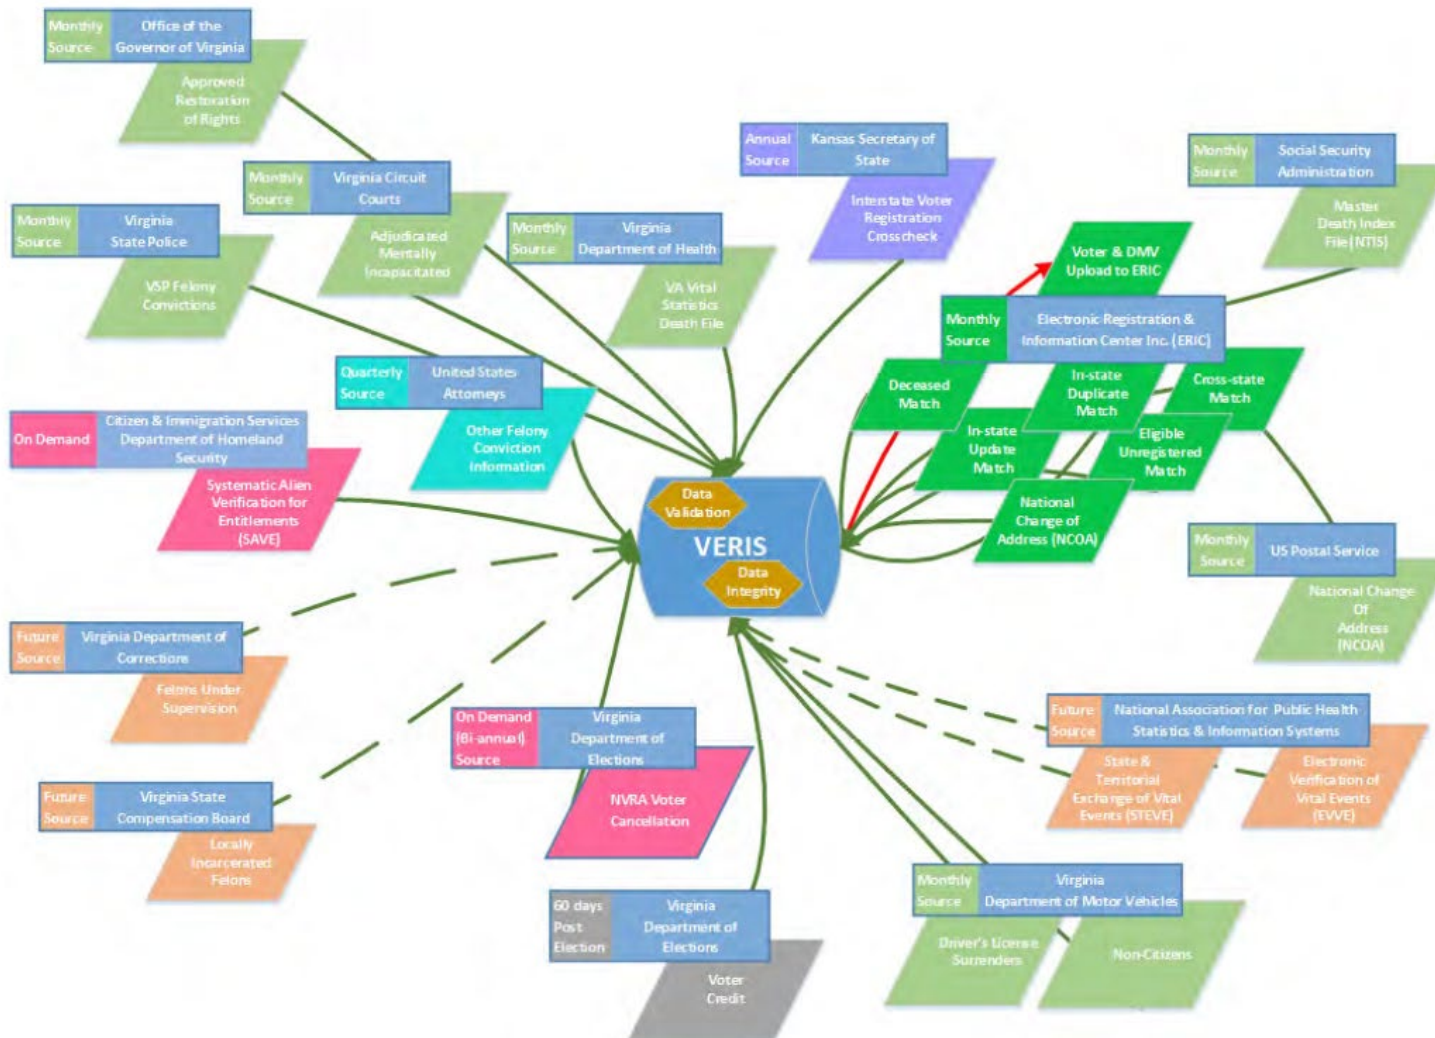 Monthly
Source
Office of the
Governor of Virginia
Approved
Restoration
of Rights
Monthly
Source
Virginia Circuit
Courts
Adjudicated
Mentally
Incapacitated
Monthly
Source
Virginia
State Police
VSP Felony
Convictions
Monthly
Source
Virginia
Department of Health
VA Vital
Statistics
Death File
Annual
Source
Kansas Secretary of
State
Interstate Voter
Registration
Crosscheck
Monthly
Source
Social Security
Administration
Master
Death Index
File (NTIS)
Voter & DMV
Upload to ERIC
Monthly
Source
Electronic Registration &
Information Center Inc. (ERIC)
Deceased
Match
In-state
Duplicate
Match
Cross-state
Match
In-state
Update
Match
Eligible
Unregistered
Match
National
Change of
Address (NCOA)
Quarterly
Source
United States
Attorneys
Other Felony
Conviction
Information
On Demand
Citizen & Immigration Services
Department of Homeland
Security
Systematic Alien
Verification for
Entitlements
(SAVE)
Data
Validation
VERIS
Data
Integrity
Monthly
Source
US Postal Service
National Change
Of
Address
(NCOA)
Future
Source
Virginia Department of
Corrections
Felons Under
Supervision
Future
Source
Virginia State
Compensation Board
Locally
Incarcerated
Felons
On Demand
(Bi-annual)
Source
Virginia
Department of
Elections
NVRA Voter
Cancellation
60 days
Post
Election
Virginia
Department of
Elections
Voter
Credit
Future
Source
National Association for Public Health
Statistics & Information Systems
State &
Territorial
Exchange of Vital
Events (STEVE)
Electronic
Verification of
Vital Events
(EVVE)
Monthly
Source
Virginia
Department of Motor Vehicles
Driver's License
Surrenders
Non-Citizens